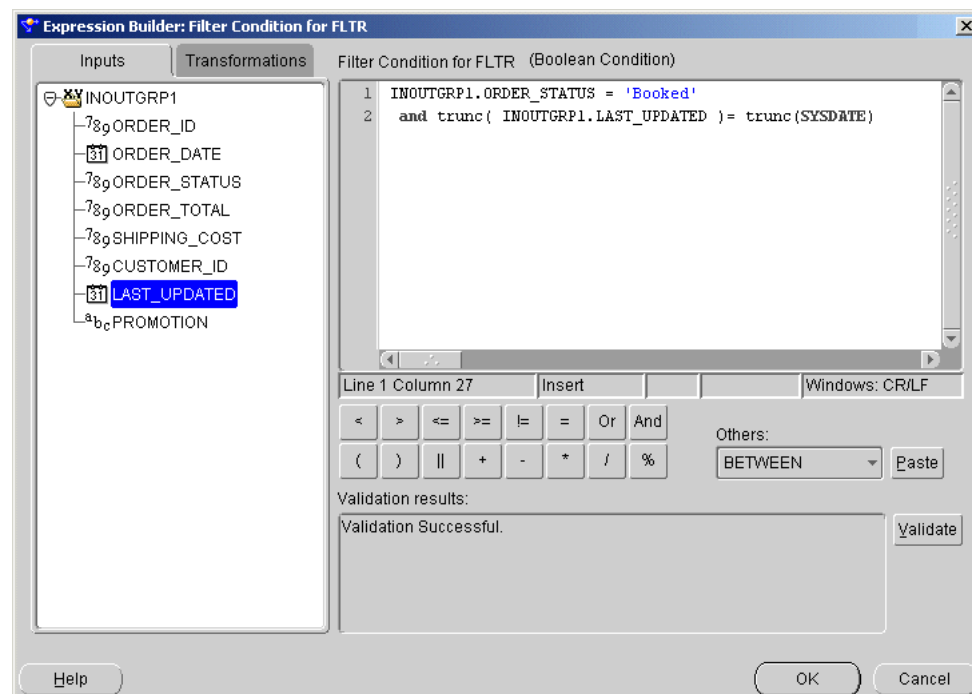 Expression Builder: Filter Condition for FLTR
Inputs
Transformations
INOUTGRP1
ORDER_ID
ORDER_DATE
ORDER_STATUS
ORDER_TOTAL
SHIPPING_COST
CUSTOMER_ID
LAST_UPDATED
PROMOTION
Filter Condition for FLTR (Boolean Condition)
1 INOUTGRP1.ORDER_STATUS = 'Booked'
2 and trunc( INOUTGRP1.LAST_UPDATED )= trunc(SYSDATE)
Line 1 Column 27 Insert Windows: CR/LF
< > <= >= != = Or And
( ) || + - * / %
Others:
BETWEEN
Paste
Validation results:
Validation Successful.
Validate
Help
OK
Cancel